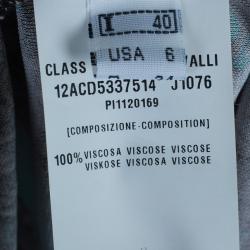 I 40
USA 6
CLASS VALLI
12ACD5337514 J1076
PI1120169
[COMPOSIZIONE-COMPOSITION]
100% VISCOSA VISCOSE VISCOSE
VISKOSE VISCOSA VISCOSE